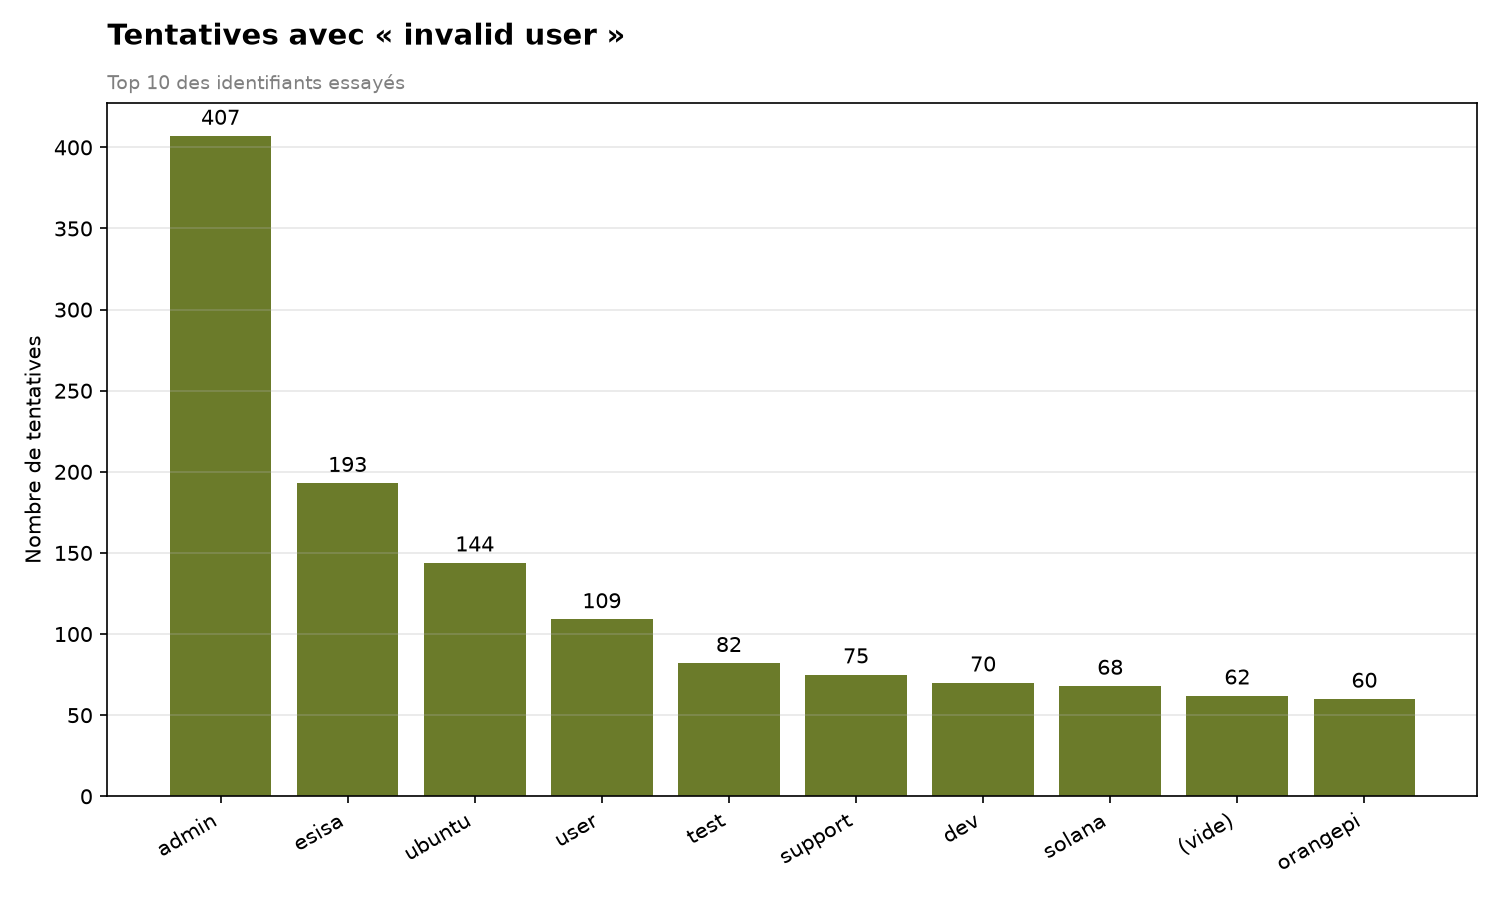 Tentatives avec « invalid user »
Top 10 des identifiants essayés
Nombre de tentatives
400
350
300
250
200
150
100
50
0
407
193
144
109
82
75
70
68
62
60
admin
esisa
ubuntu
user
test
support
dev
solana
(vide)
orangepi